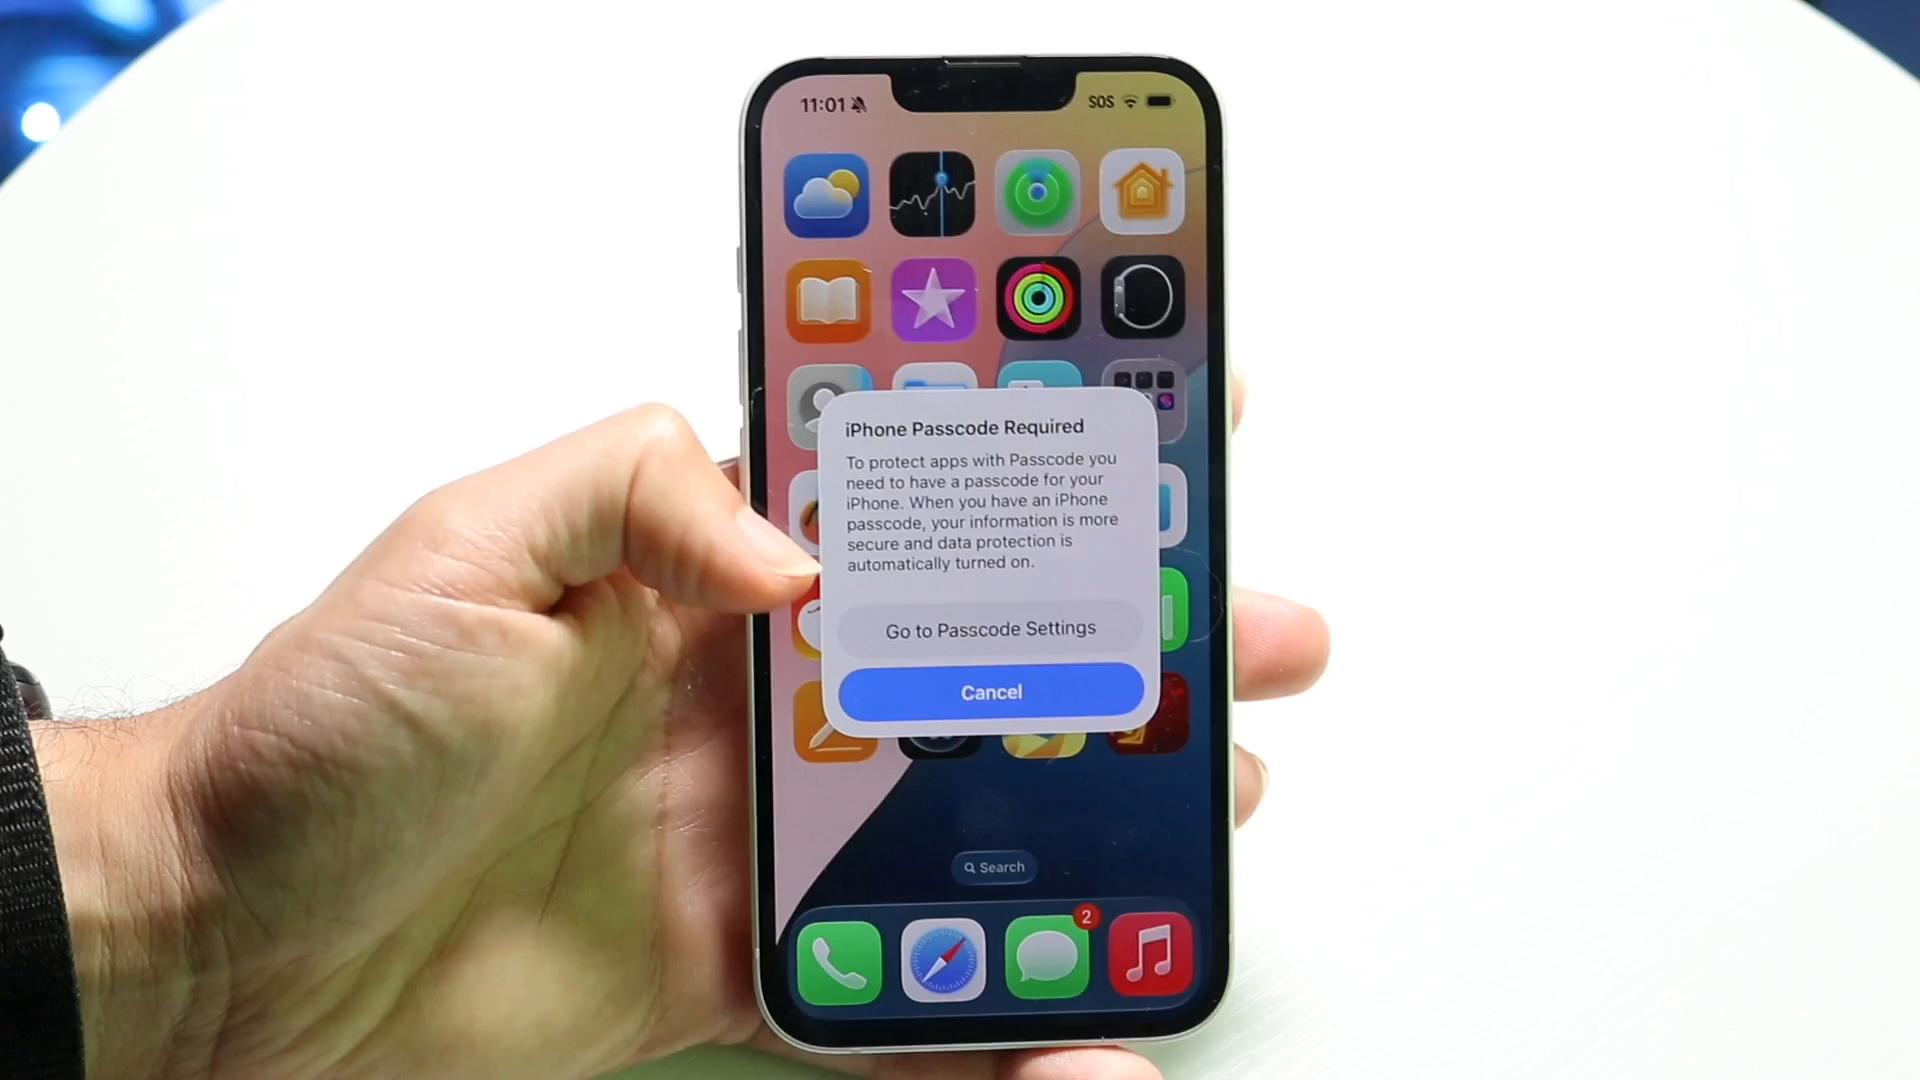 11:01
SOS
iPhone Passcode Required
To protect apps with Passcode you
need to have a passcode for your
iPhone. When you have an iPhone
passcode, your information is more
secure and data protection is
automatically turned on.
Go to Passcode Settings
Cancel
Search
2